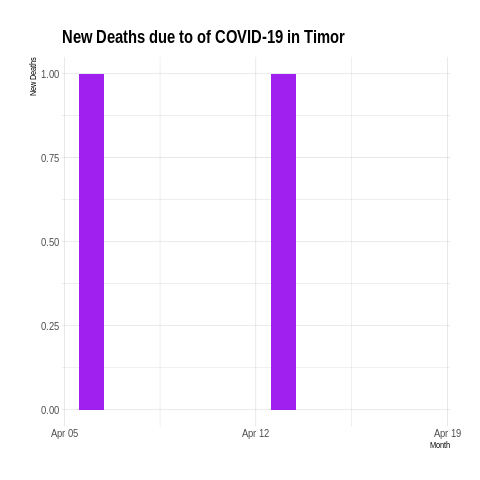 New Deaths due to of COVID-19 in Timor
New Deaths
1.00
0.75
0.50
0.25
0.00
Apr 05
Apr 12
Apr 19
Month